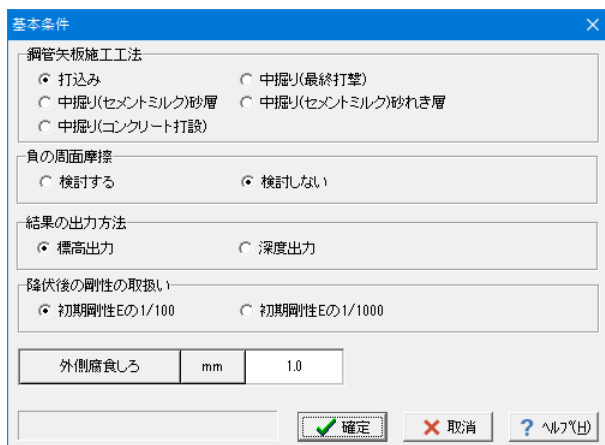 基本条件
鋼管矢板施工工法
打込み 中掘り(最終打撃)
中掘り(セメントミルク)砂層 中掘り(セメントミルク)砂れき層
中掘り(コンクリート打設)
負の周面摩擦
検討する 検討しない
結果の出力方法
標高出力 深度出力
降伏後の剛性の取扱い
初期剛性Eの1/100 初期剛性Eの1/1000
外側腐食しろ mm 1.0
確定 取消 ? ヘルプ(H)